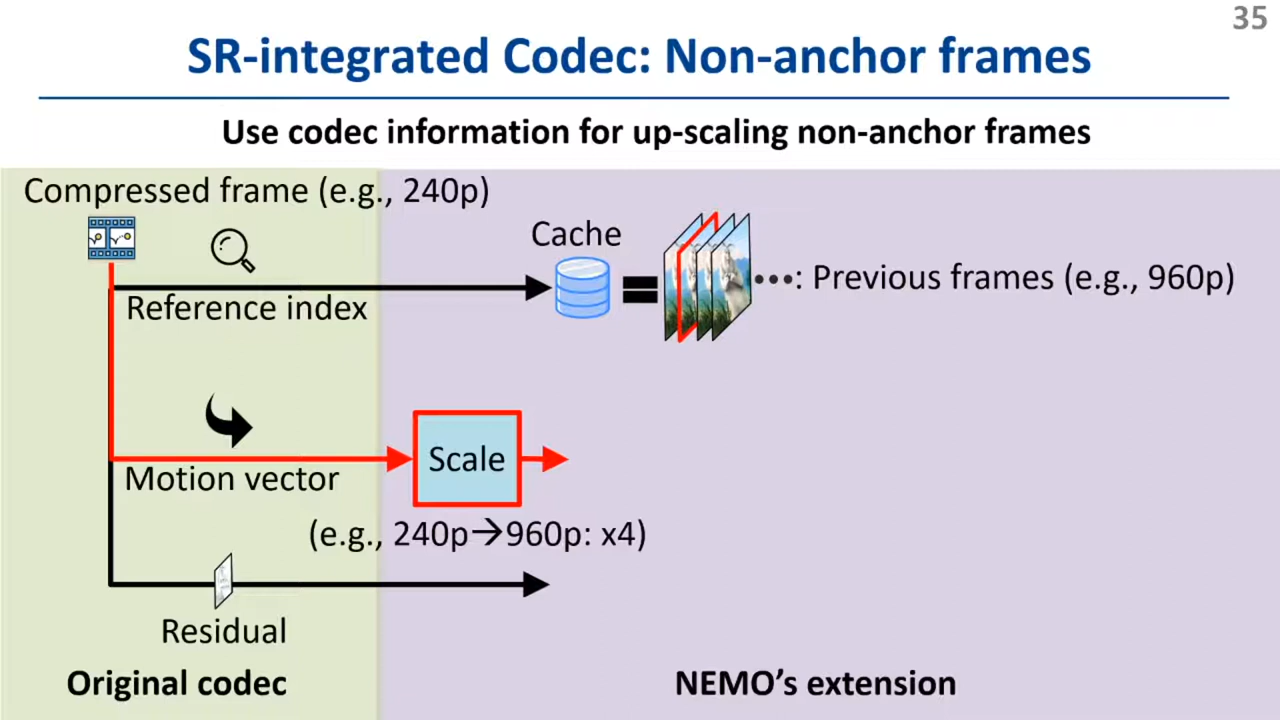 35
SR-integrated Codec: Non-anchor frames
Use codec information for up-scaling non-anchor frames
Compressed frame (e.g., 240p)
Cache
•••: Previous frames (e.g., 960p)
Reference index
Scale
Motion vector
(e.g., 240p→960p: x4)
Residual
Original codec
NEMO’s extension